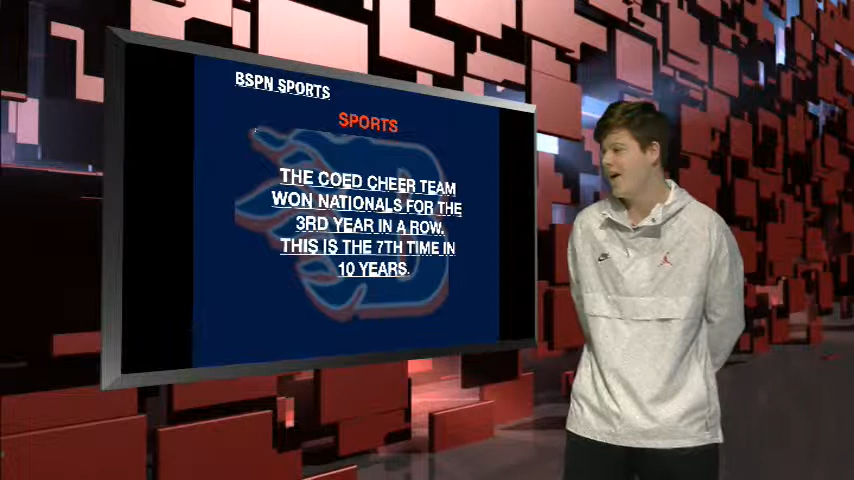 BSPN SPORTS
SPORTS
THE COED CHEER TEAM
WON NATIONALS FOR THE
3RD YEAR IN A ROW.
THIS IS THE 7TH TIME IN
10 YEARS.